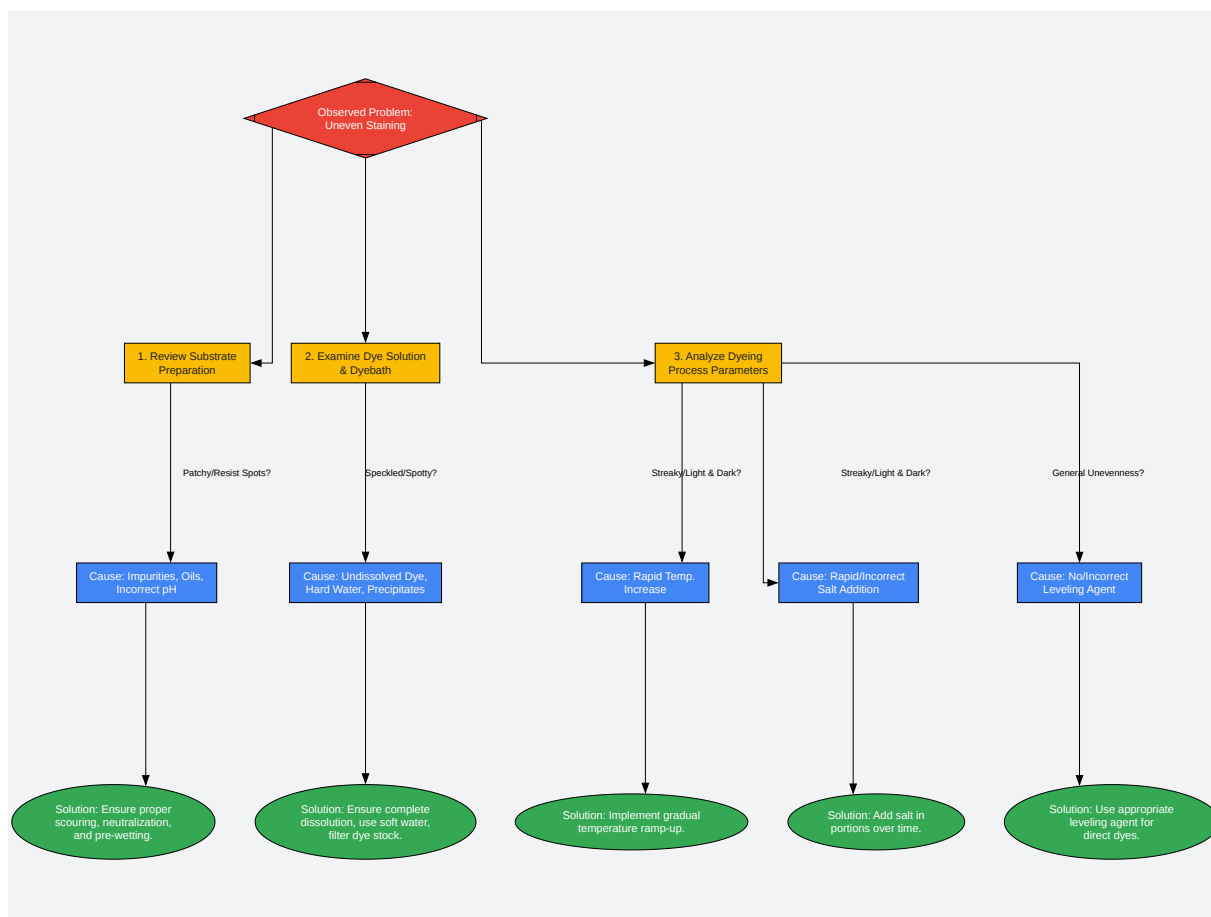 Observed Problem:
Uneven Staining
1. Review Substrate
Preparation
2. Examine Dye Solution
& Dyebath
3. Analyze Dyeing
Process Parameters
Patchy/Resist Spots?
Speckled/Spotty?
Streaky/Light & Dark?
Streaky/Light & Dark?
General Unevenness?
Cause: Impurities, Oils,
Incorrect pH
Cause: Undissolved Dye,
Hard Water, Precipitates
Cause: Rapid Temp.
Increase
Cause: Rapid/Incorrect
Salt Addition
Cause: No/Incorrect
Leveling Agent
Solution: Ensure proper
scouring, neutralization,
and pre-wetting.
Solution: Ensure complete
dissolution, use soft water,
filter dye stock.
Solution: Implement gradual
temperature ramp-up.
Solution: Add salt in
portions over time.
Solution: Use appropriate
leveling agent for
direct dyes.